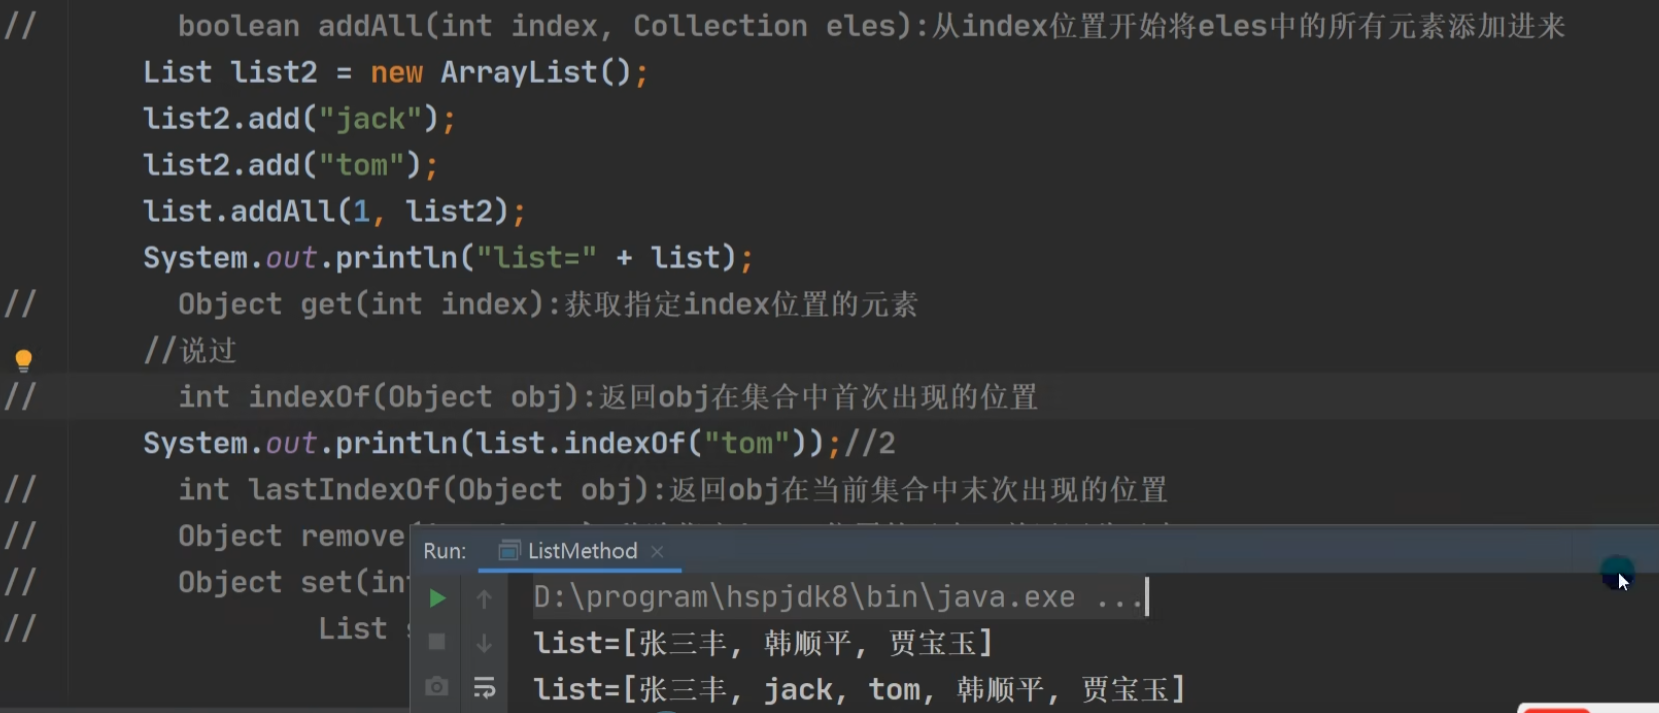 //        boolean addAll(int index, Collection eles):从index位置开始将eles中的所有元素添加进来
List list2 = new ArrayList();
list2.add("jack");
list2.add("tom");
list.addAll(1, list2);
System.out.println("list=" + list);
//        Object get(int index):获取指定index位置的元素
//说过
//        int indexOf(Object obj):返回obj在集合中首次出现的位置
System.out.println(list.indexOf("tom"));//2
//        int lastIndexOf(Object obj):返回obj在当前集合中末次出现的位置
//        Object remove
//        Object set(int
//                List
Run: ListMethod ×
D:\program\hspjdk8\bin\java.exe ...
list=[张三丰, 韩顺平, 贾宝玉]
list=[张三丰, jack, tom, 韩顺平, 贾宝玉]